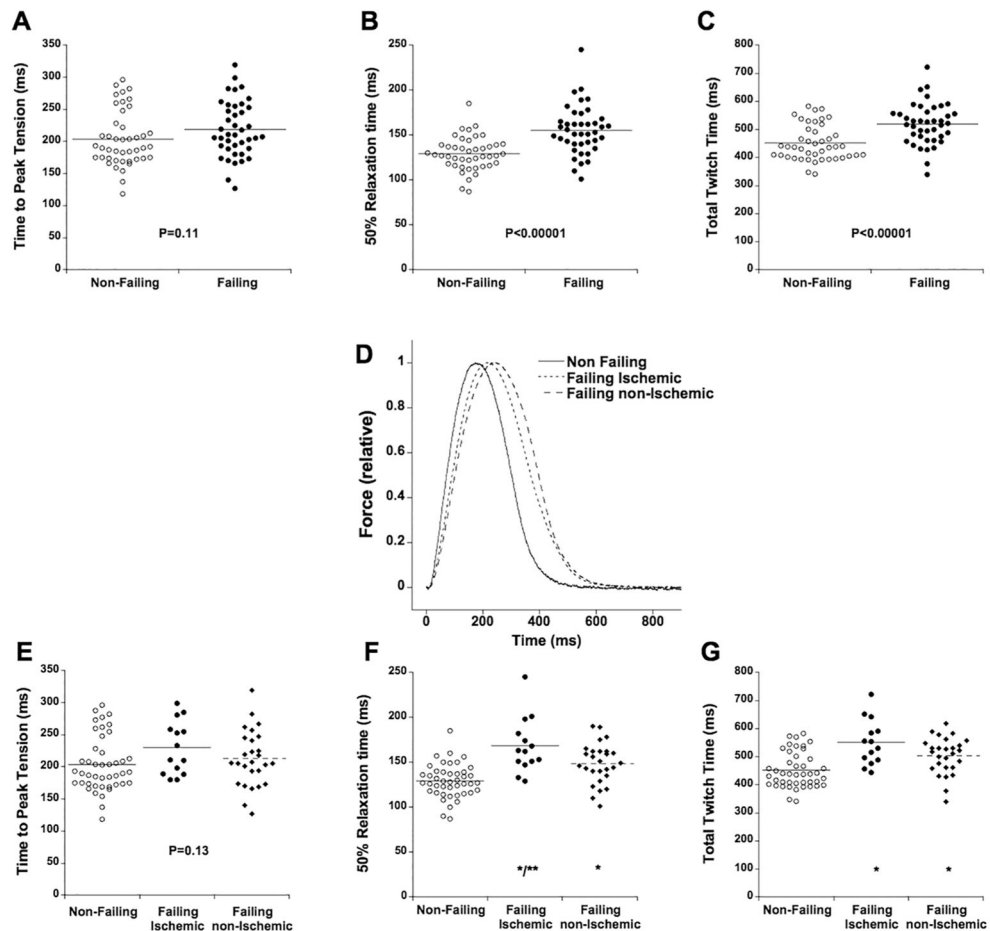 A
Time to Peak Tension (ms)
350
300
250
200
150
100
50
0
P=0.11
Non-Failing Failing
B
50% Relaxation time (ms)
250
200
150
100
50
0
P<0.00001
Non-Failing Failing
C
Total Twitch Time (ms)
800
700
600
500
400
300
200
100
0
P<0.00001
Non-Failing Failing
D
Force (relative)
1
0.8
0.6
0.4
0.2
0
Non Failing
Failing Ischemic
Failing non-Ischemic
0 200 400 600 800
Time (ms)
E
Time to Peak Tension (ms)
350
300
250
200
150
100
50
0
P=0.13
Non-Failing Failing Failing
Ischemic non-Ischemic
F
50% Relaxation time (ms)
250
200
150
100
50
0
*/** *
Non-Failing Failing Failing
Ischemic non-Ischemic
G
Total Twitch Time (ms)
800
700
600
500
400
300
200
100
0
* *
Non-Failing Failing Failing
Ischemic non-Ischemic